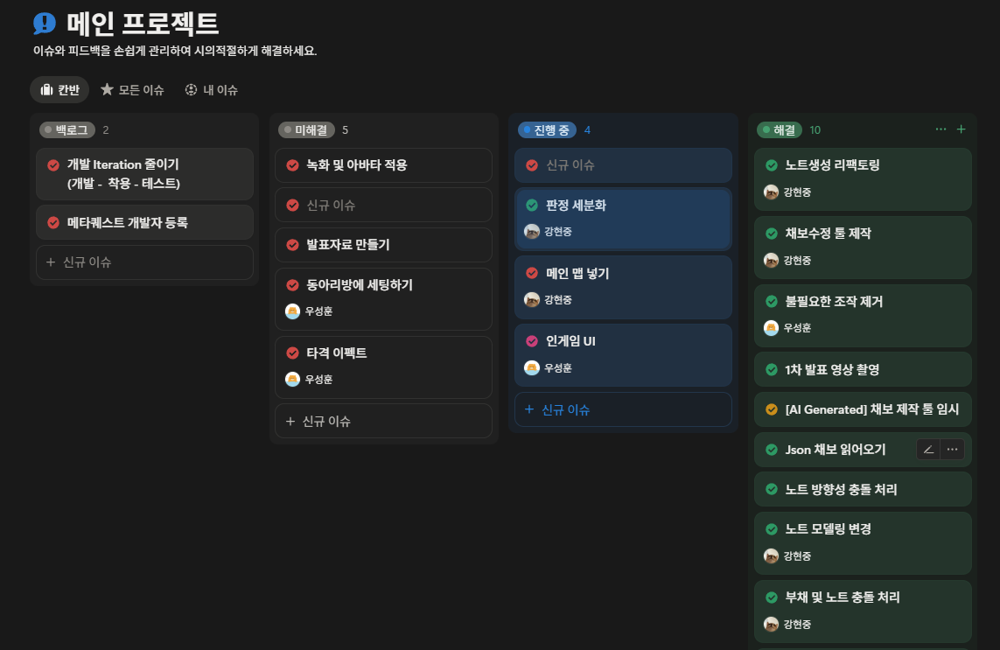 메인 프로젝트
이슈와 피드백을 손쉽게 관리하여 시의적절하게 해결하세요.
칸반
모든 이슈
내 이슈
백로그 2
개발 Iteration 줄이기
(개발 - 착용 - 테스트)
메타퀘스트 개발자 등록
+ 신규 이슈
미해결 5
녹화 및 아바타 적용
신규 이슈
발표자료 만들기
동아리방에 세팅하기
우성훈
타격 이펙트
우성훈
+ 신규 이슈
진행 중 4
신규 이슈
판정 세분화
강현중
메인 맵 넣기
강현중
인게임 UI
우성훈
+ 신규 이슈
해결 10 ... +
노트생성 리팩토링
강현중
채보수정 툴 제작
강현중
불필요한 조작 제거
우성훈
1차 발표 영상 촬영
[AI Generated] 채보 제작 툴 임시
Json 채보 읽어오기 ...
노트 방향성 충돌 처리
노트 모델링 변경
강현중
부채 및 노트 충돌 처리
강현중